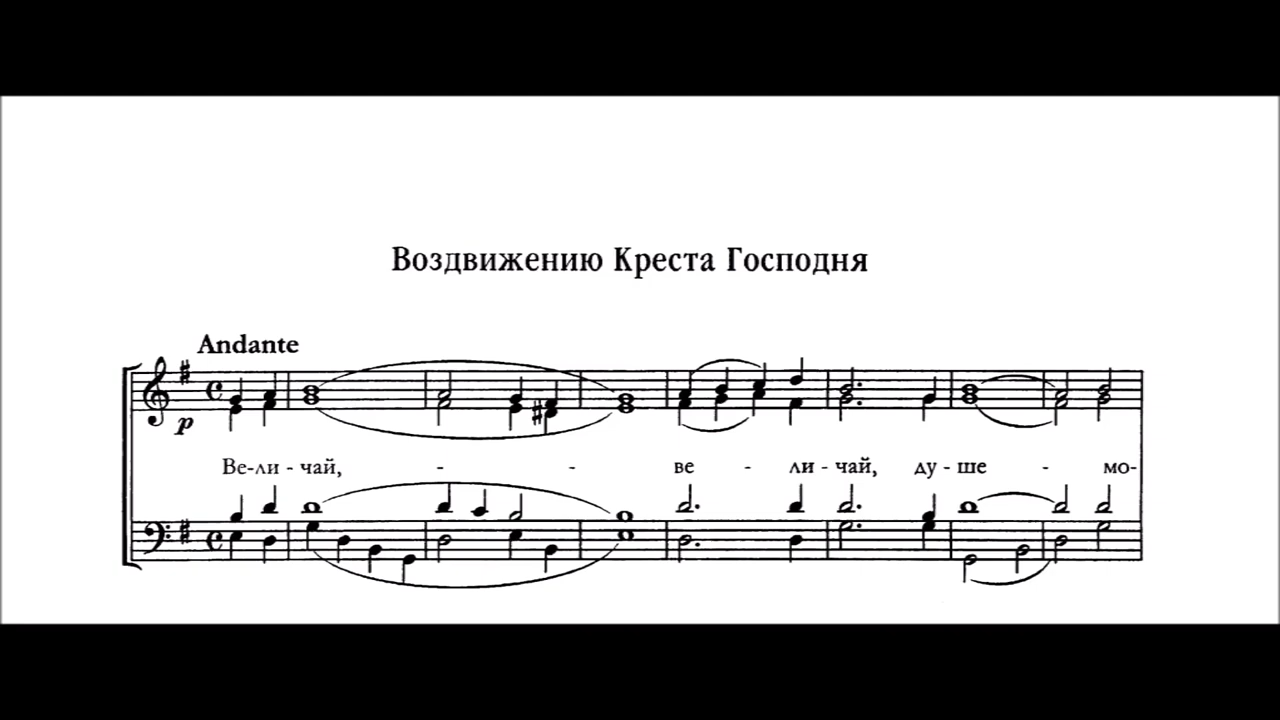 Воздвижению Креста Господня
Andante
p
Ве-ли - чай, - - ве - ли - чай, ду - ше - мо-